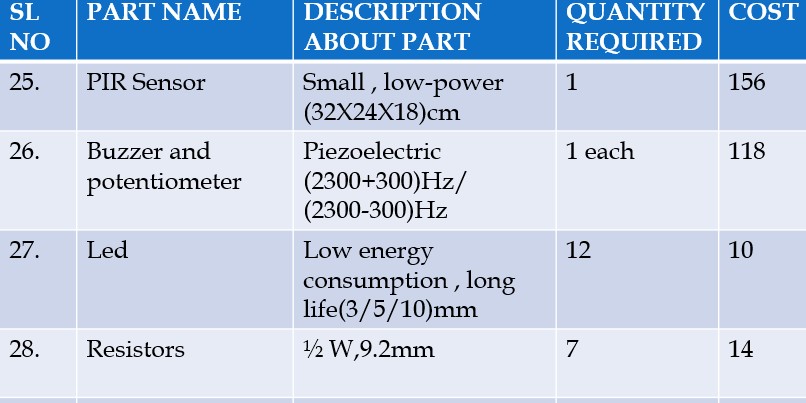 SL NO PART NAME DESCRIPTION ABOUT PART QUANTITY REQUIRED COST
25. PIR Sensor Small , low-power (32X24X18)cm 1 156
26. Buzzer and potentiometer Piezoelectric (2300+300)Hz/ (2300-300)Hz 1 each 118
27. Led Low energy consumption , long life(3/5/10)mm 12 10
28. Resistors ½ W,9.2mm 7 14